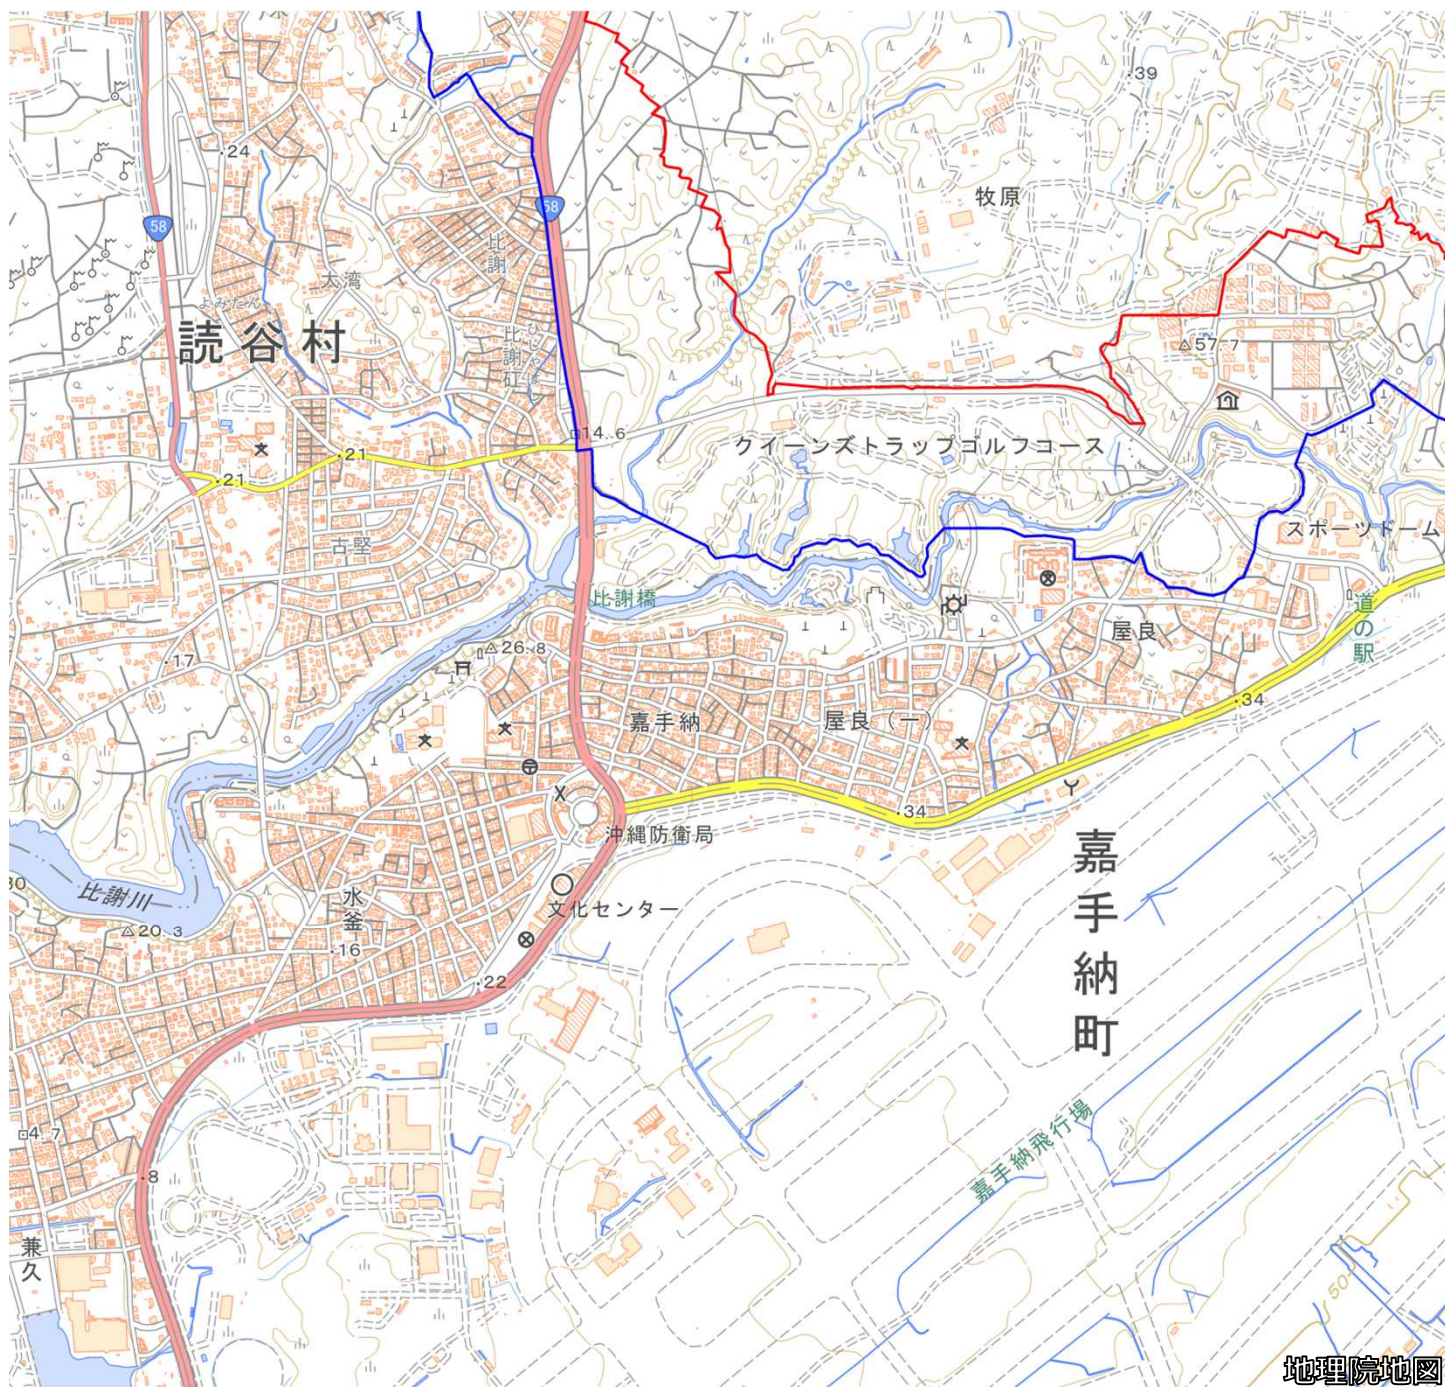 39
24
牧原
58
58
比謝
大湾
よみたん
読谷村
ひじゃばし
比謝矼
57.7
14.6
クイーンズトラップゴルフコース
21
21
スポーツドーム
古堅
比謝橋
道の駅
屋良
26.8
17
34
嘉手納
屋良(一)
34
沖縄防衛局
嘉手納町
比謝川
30
水釜
文化センター
20.3
16
22
嘉手納飛行場
4.7
8
兼久
50
地理院地図